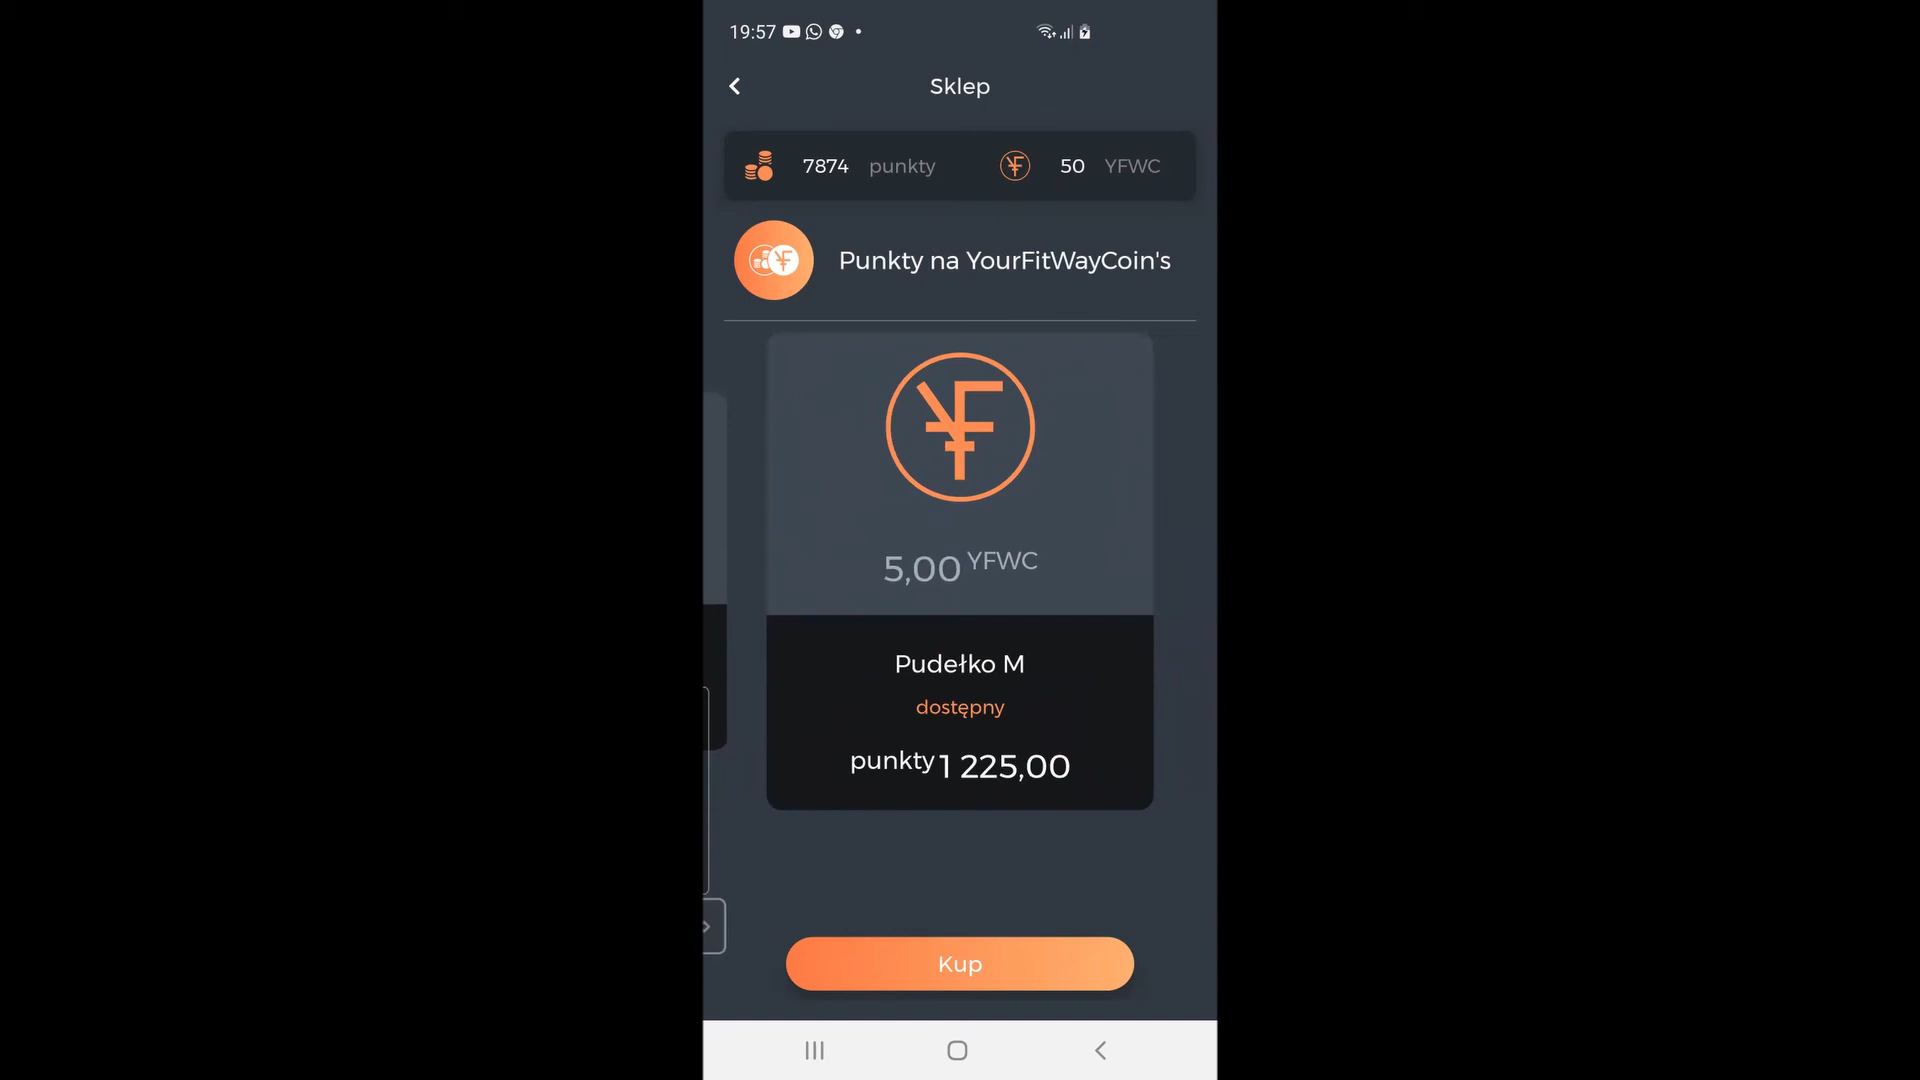 19:57
Sklep
7874 punkty 50 YFWC
Punkty na YourFitWayCoin's
5,00 YFWC
Pudełko M
dostępny
punkty 1 225,00
Kup